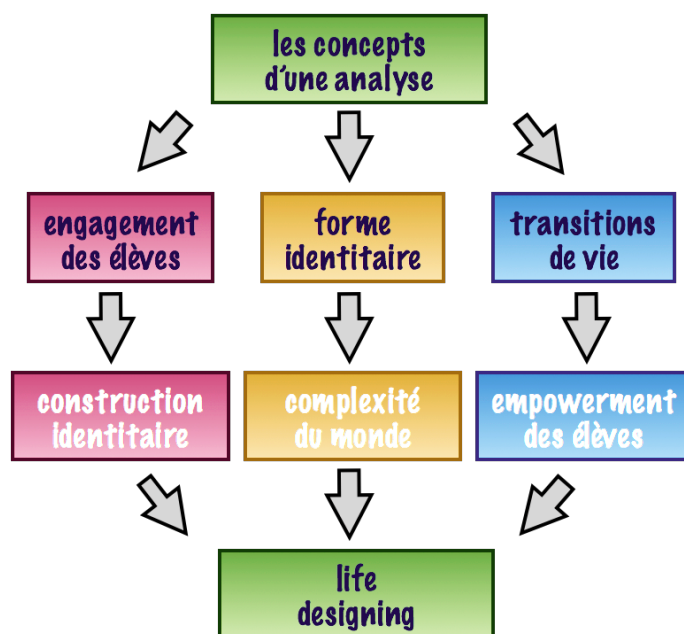 les concepts
d'une analyse
engagement
des élèves
forme
identitaire
transitions
de vie
construction
identitaire
complexité
du monde
empowerment
des élèves
life
designing